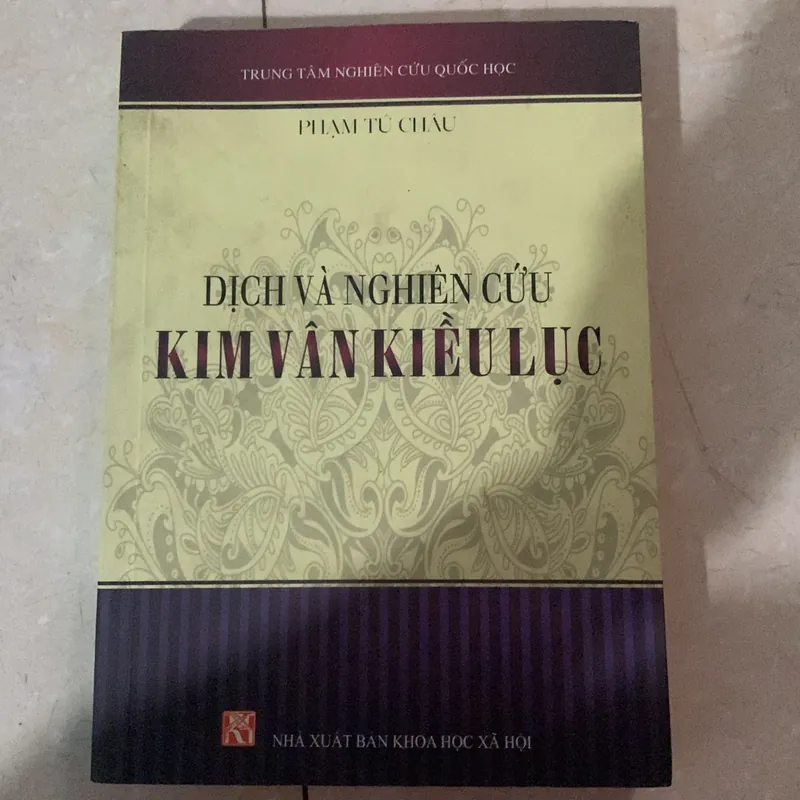 TRUNG TÂM NGHIÊN CỨU QUỐC HỌC
PHẠM TÚ CHÂU
DỊCH VÀ NGHIÊN CỨU
KIM VÂN KIỀU LỤC
NHÀ XUẤT BẢN KHOA HỌC XÃ HỘI